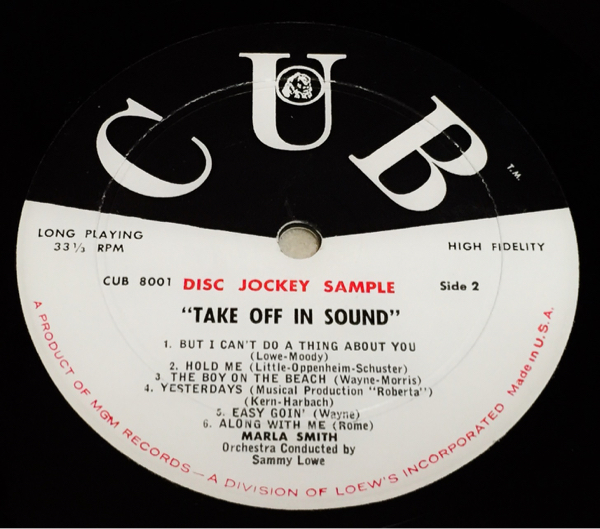 CUB
T.M.
LONG PLAYING
33 1/3 RPM
HIGH FIDELITY
CUB 8001 DISC JOCKEY SAMPLE Side 2
"TAKE OFF IN SOUND"
1. BUT I CAN'T DO A THING ABOUT YOU
(Lowe-Moody)
2. HOLD ME (Little-Oppenheim-Schuster)
3. THE BOY ON THE BEACH (Wayne-Morris)
4. YESTERDAYS (Musical Production "Roberta")
(Kern-Harbach)
5. EASY GOIN' (Wayne)
6. ALONG WITH ME (Rome)
MARLA SMITH
Orchestra Conducted by
Sammy Lowe
A PRODUCT OF MGM RECORDS—A DIVISION OF LOEW'S INCORPORATED Made in U.S.A.